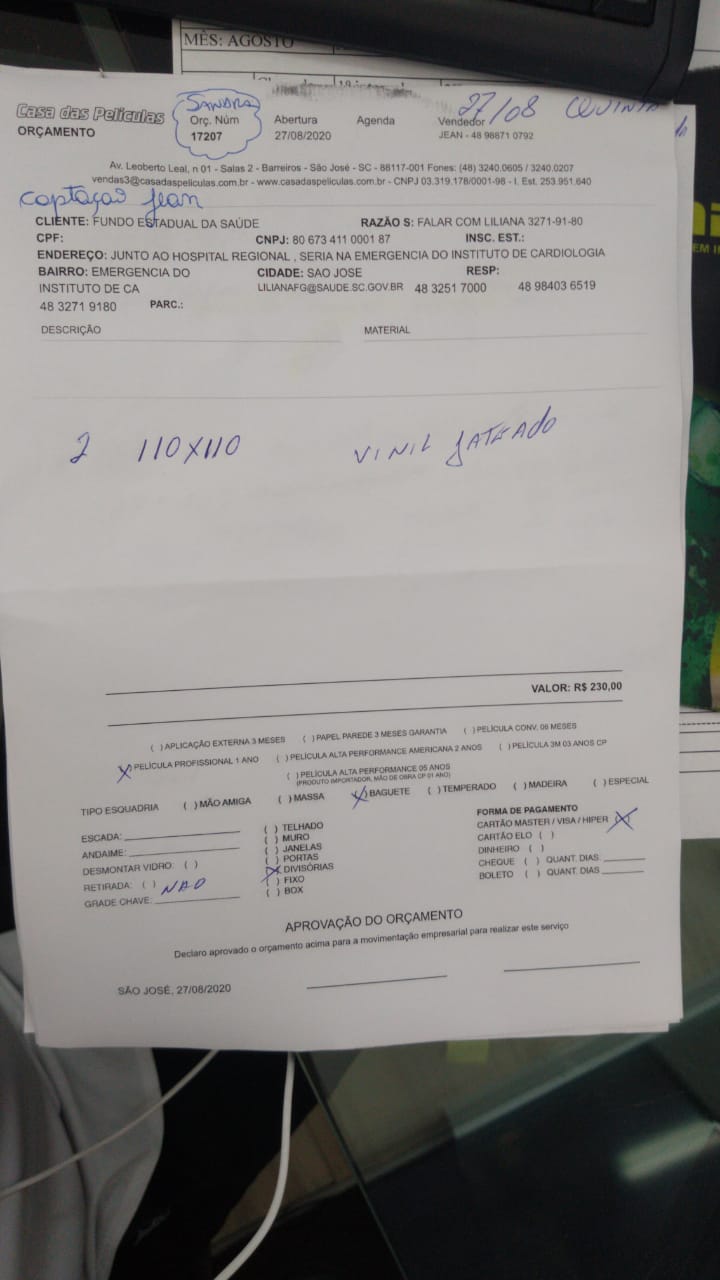 MÊS: AGOSTO
27/08 QUINTA
Casa das Películas
ORÇAMENTO
SANDRA
Orç. Núm
17207
Abertura
27/08/2020
Agenda
Vendedor
JEAN - 48 98871 0792
Av. Leoberto Leal, n 01 - Salas 2 - Barreiros - São José - SC - 88117-001 Fones: (48) 3240.0605 / 3240.0207
vendas3@casadaspeliculas.com.br - www.casadaspeliculas.com.br - CNPJ 03.319.178/0001-98 - I. Est. 253.951.640
captação Jean
CLIENTE: FUNDO ESTADUAL DA SAÚDE RAZÃO S: FALAR COM LILIANA 3271-91-80
CPF: CNPJ: 80 673 411 0001 87 INSC. EST.:
ENDEREÇO: JUNTO AO HOSPITAL REGIONAL , SERIA NA EMERGENCIA DO INSTITUTO DE CARDIOLOGIA
BAIRRO: EMERGENCIA DO CIDADE: SAO JOSE RESP:
INSTITUTO DE CA LILIANAFG@SAUDE.SC.GOV.BR 48 3251 7000 48 98403 6519
48 3271 9180 PARC.:
DESCRIÇÃO MATERIAL
2 110X110 VINIL JATEADO
VALOR: R$ 230,00
( ) APLICAÇÃO EXTERNA 3 MESES ( ) PAPEL PAREDE 3 MESES GARANTIA ( ) PELÍCULA CONV. 06 MESES
(X) PELÍCULA PROFISSIONAL 1 ANO ( ) PELÍCULA ALTA PERFORMANCE AMERICANA 2 ANOS ( ) PELÍCULA 3M 03 ANOS CP
( ) PELÍCULA ALTA PERFORMANCE 05 ANOS
(PRODUTO IMPORTADOR, MÃO DE OBRA CP 01 ANO)
TIPO ESQUADRIA ( ) MÃO AMIGA ( ) MASSA (X) BAGUETE ( ) TEMPERADO ( ) MADEIRA ( ) ESPECIAL
ESCADA:
ANDAIME:
DESMONTAR VIDRO: ( )
RETIRADA: ( ) NAO
GRADE CHAVE:
( ) TELHADO
( ) MURO
( ) JANELAS
( ) PORTAS
(X) DIVISÓRIAS
( ) FIXO
( ) BOX
FORMA DE PAGAMENTO
CARTÃO MASTER / VISA / HIPER (X)
CARTÃO ELO ( )
DINHEIRO ( )
CHEQUE ( ) QUANT. DIAS
BOLETO ( ) QUANT. DIAS
APROVAÇÃO DO ORÇAMENTO
Declaro aprovado o orçamento acima para a movimentação empresarial para realizar este serviço
SÃO JOSÉ, 27/08/2020